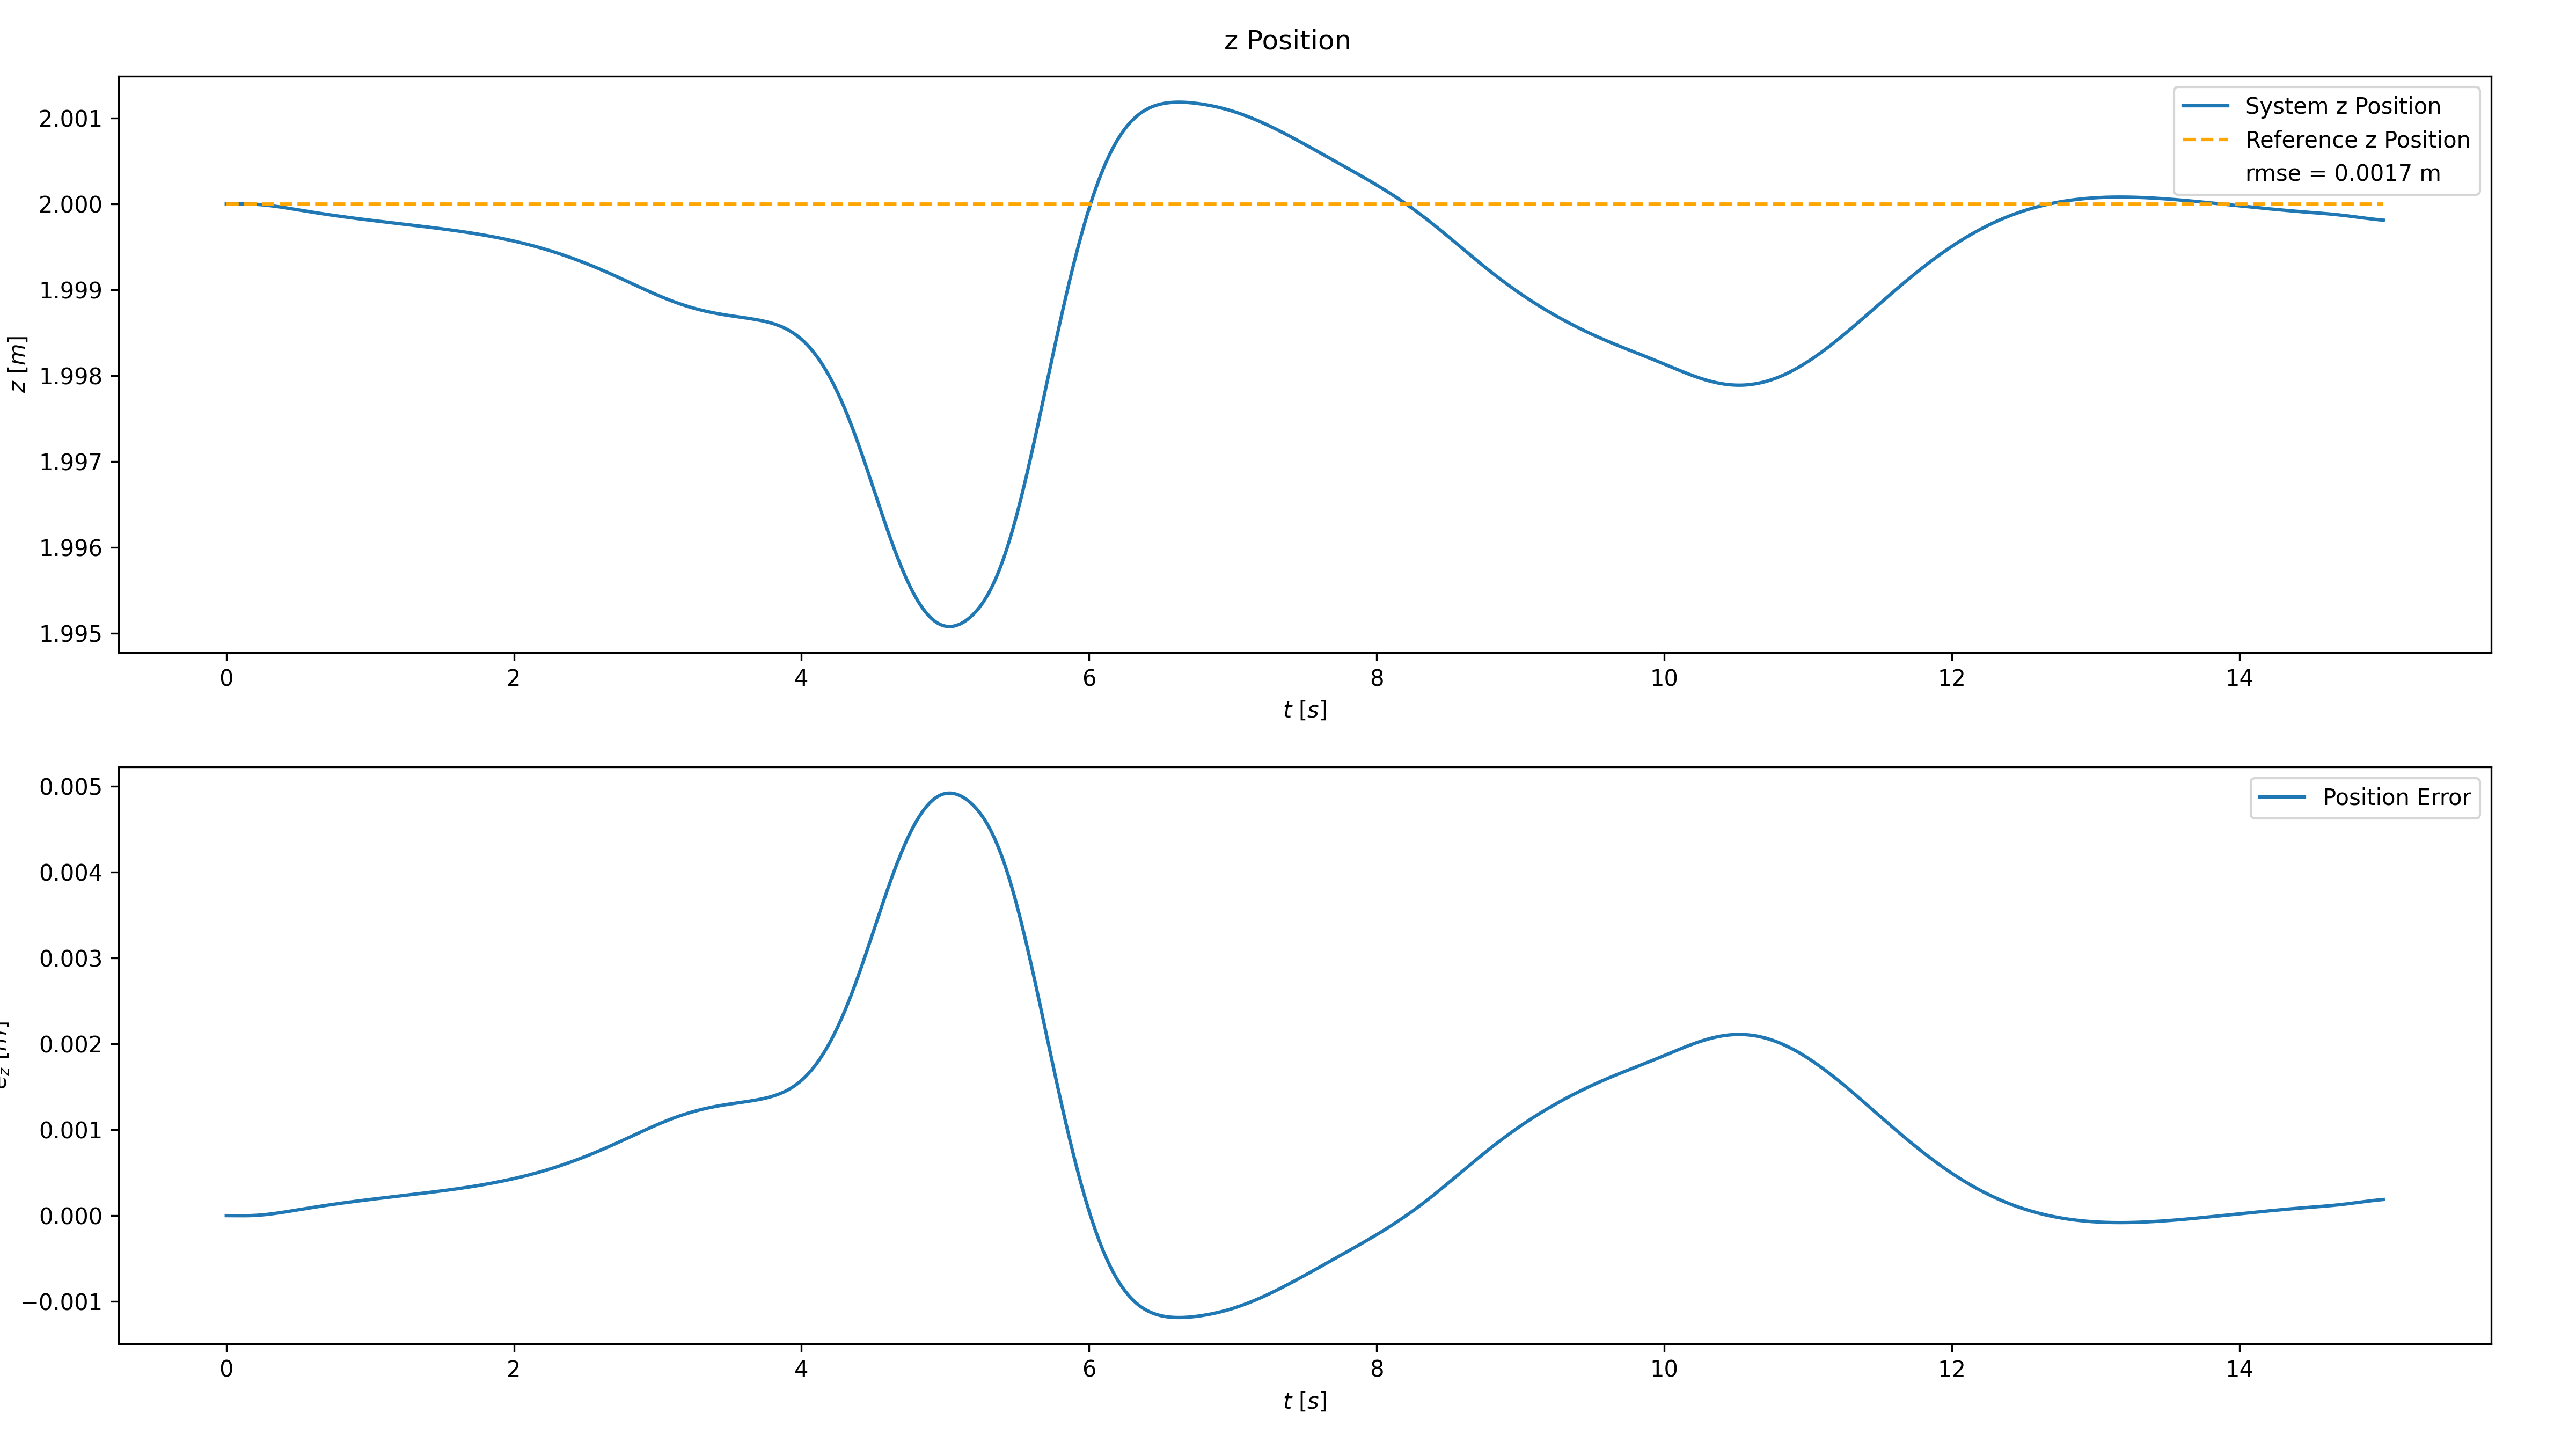 z Position
2.001
2.000
1.999
1.998
1.997
1.996
1.995
z [m]
System z Position
Reference z Position
rmse = 0.0017 m
0 2 4 6 8 10 12 14
t [s]
0.005
0.004
0.003
0.002
0.001
0.000
−0.001
Position Error
0 2 4 6 8 10 12 14
t [s]